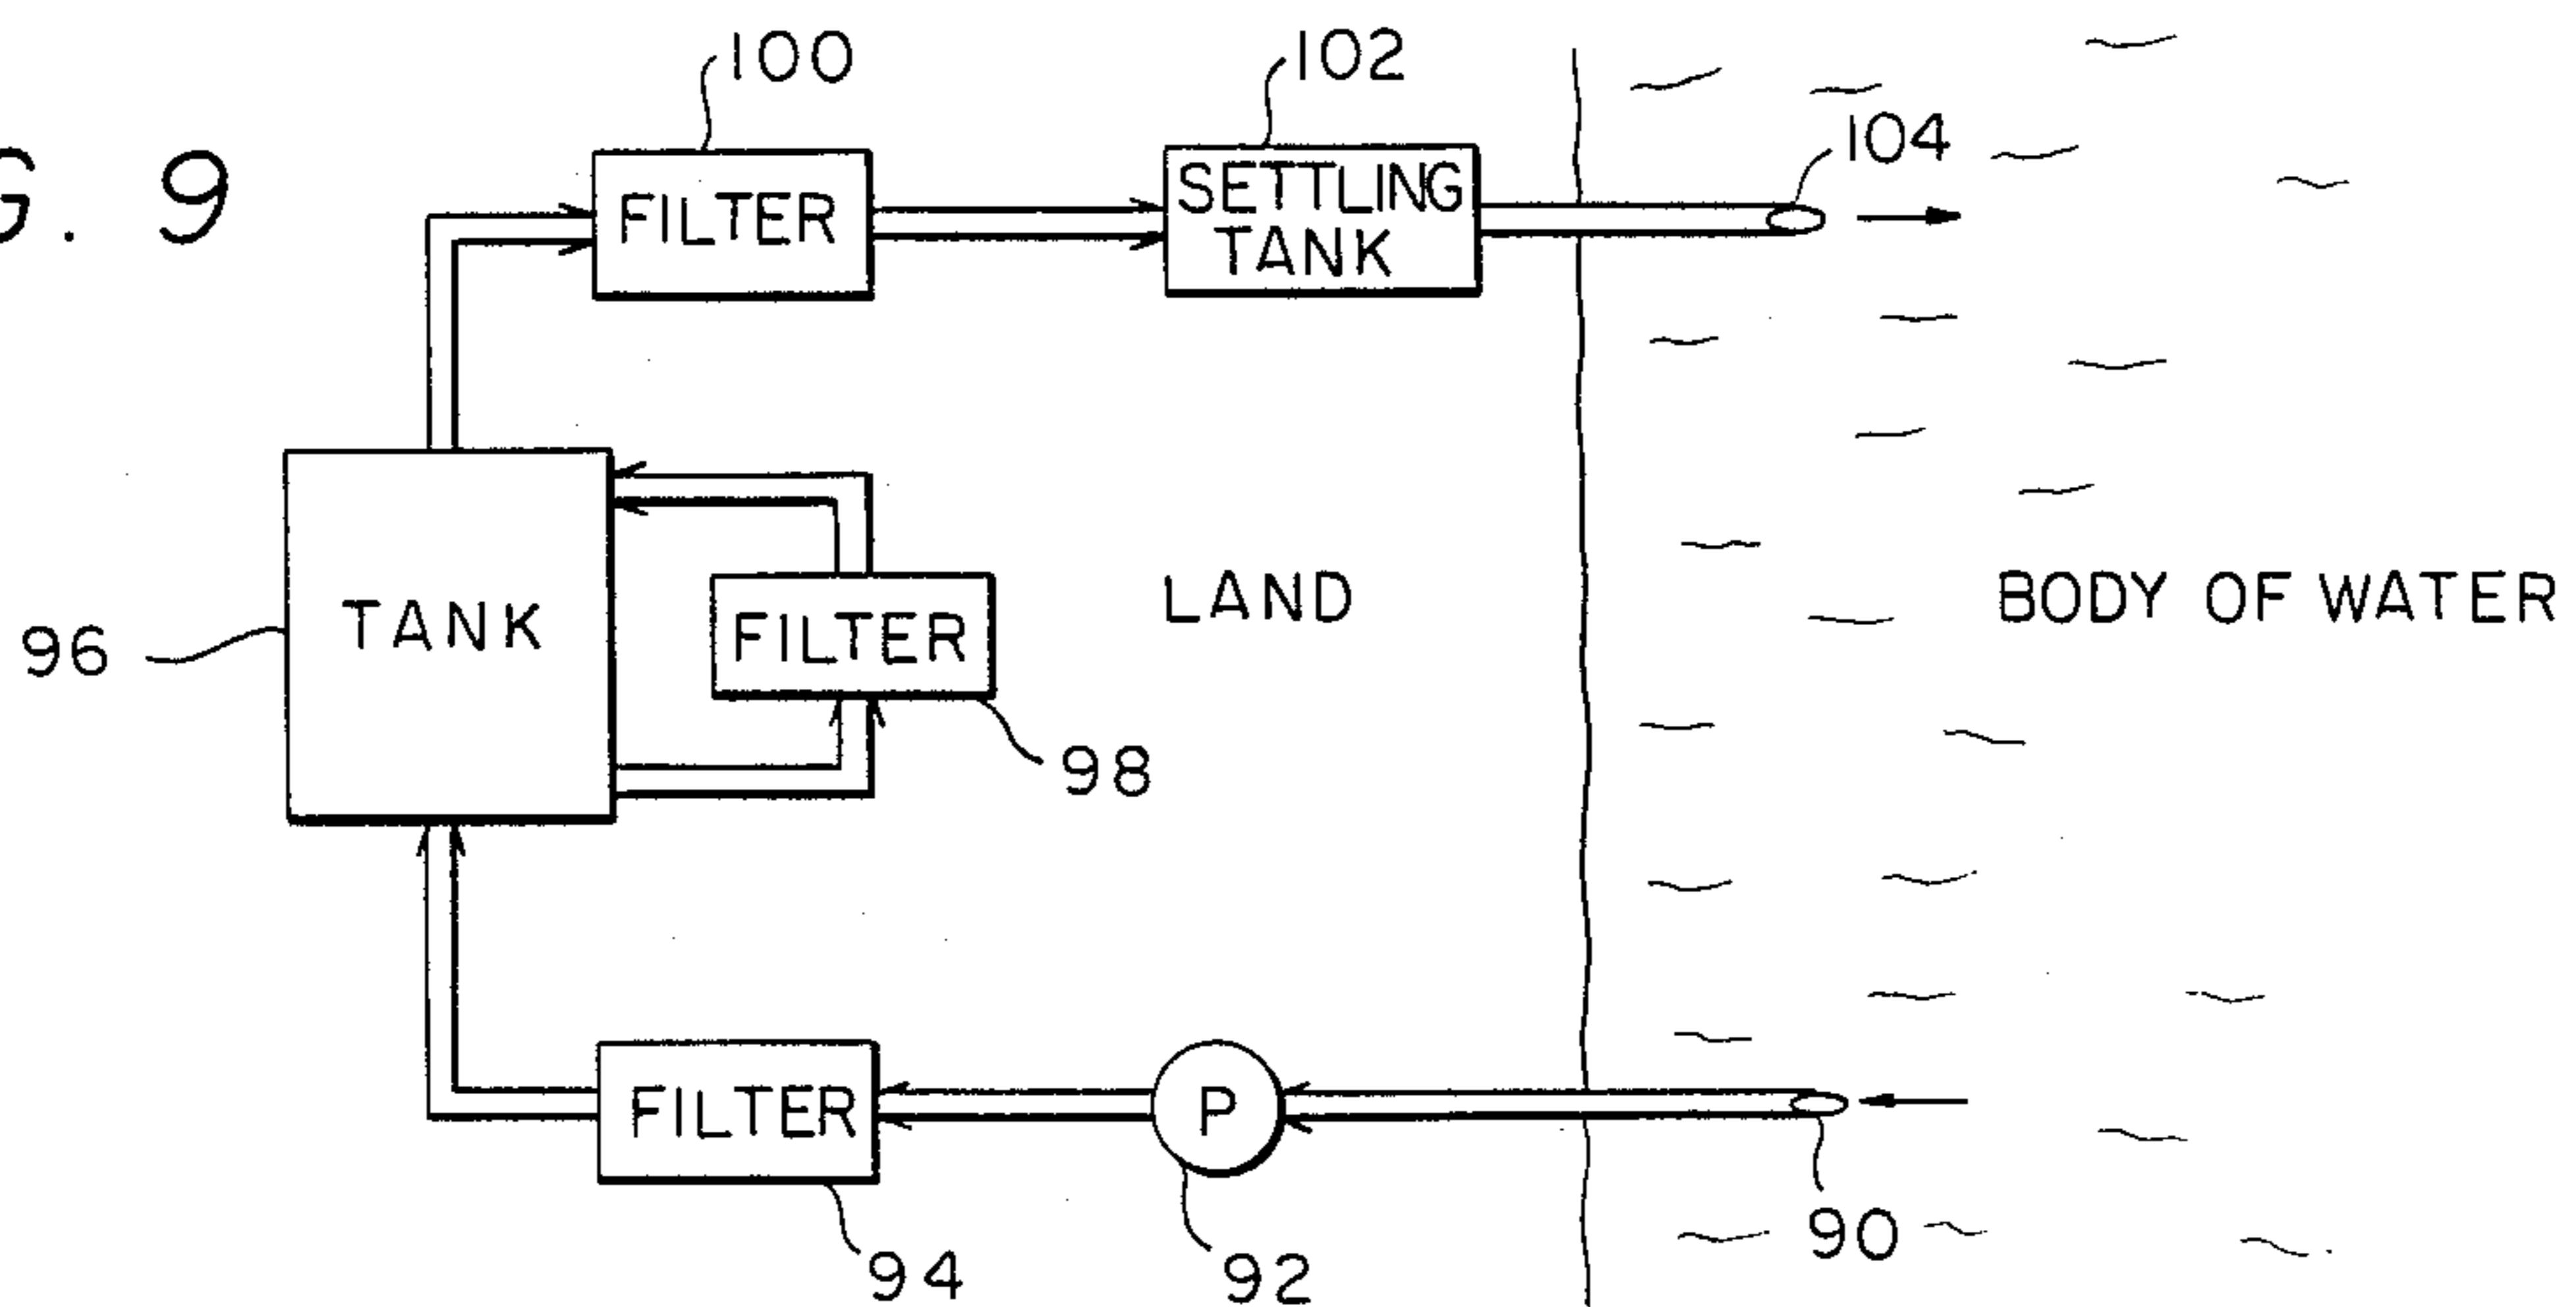 G. 9
100
102
104
FILTER
SETTLING
TANK
96
TANK
FILTER
98
LAND
BODY OF WATER
FILTER
94
P
92
90